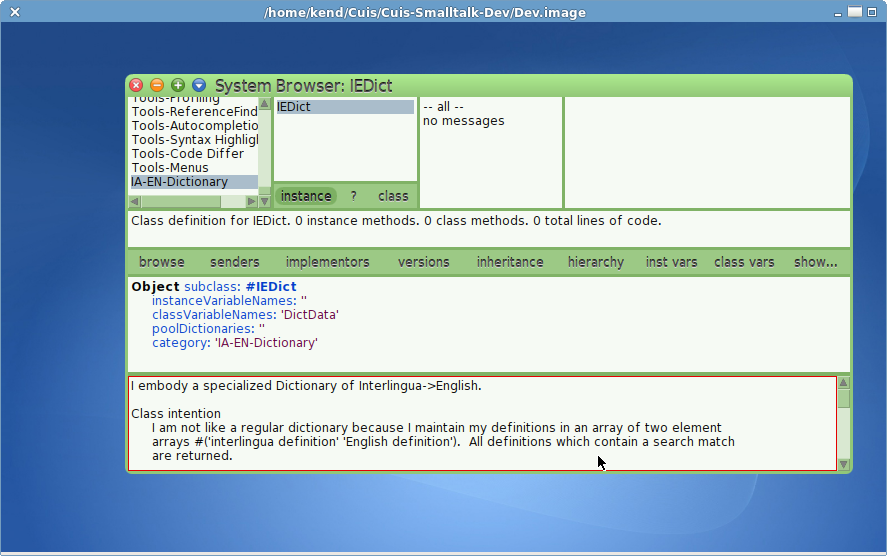 /home/kend/Cuis/Cuis-Smalltalk-Dev/Dev.image
System Browser: IEDict
Tools-Profiling
Tools-ReferenceFind
Tools-Autocompletio
Tools-Syntax Highligl
Tools-Code Differ
Tools-Menus
IA-EN-Dictionary
IEDict
instance ? class
-- all --
no messages
Class definition for IEDict. 0 instance methods. 0 class methods. 0 total lines of code.
browse senders implementors versions inheritance hierarchy inst vars class vars show...
Object subclass: #IEDict
instanceVariableNames: ''
classVariableNames: 'DictData'
poolDictionaries: ''
category: 'IA-EN-Dictionary'
I embody a specialized Dictionary of Interlingua->English.
Class intention
I am not like a regular dictionary because I maintain my definitions in an array of two element
arrays #('interlingua definition' 'English definition').  All definitions which contain a search match
are returned.